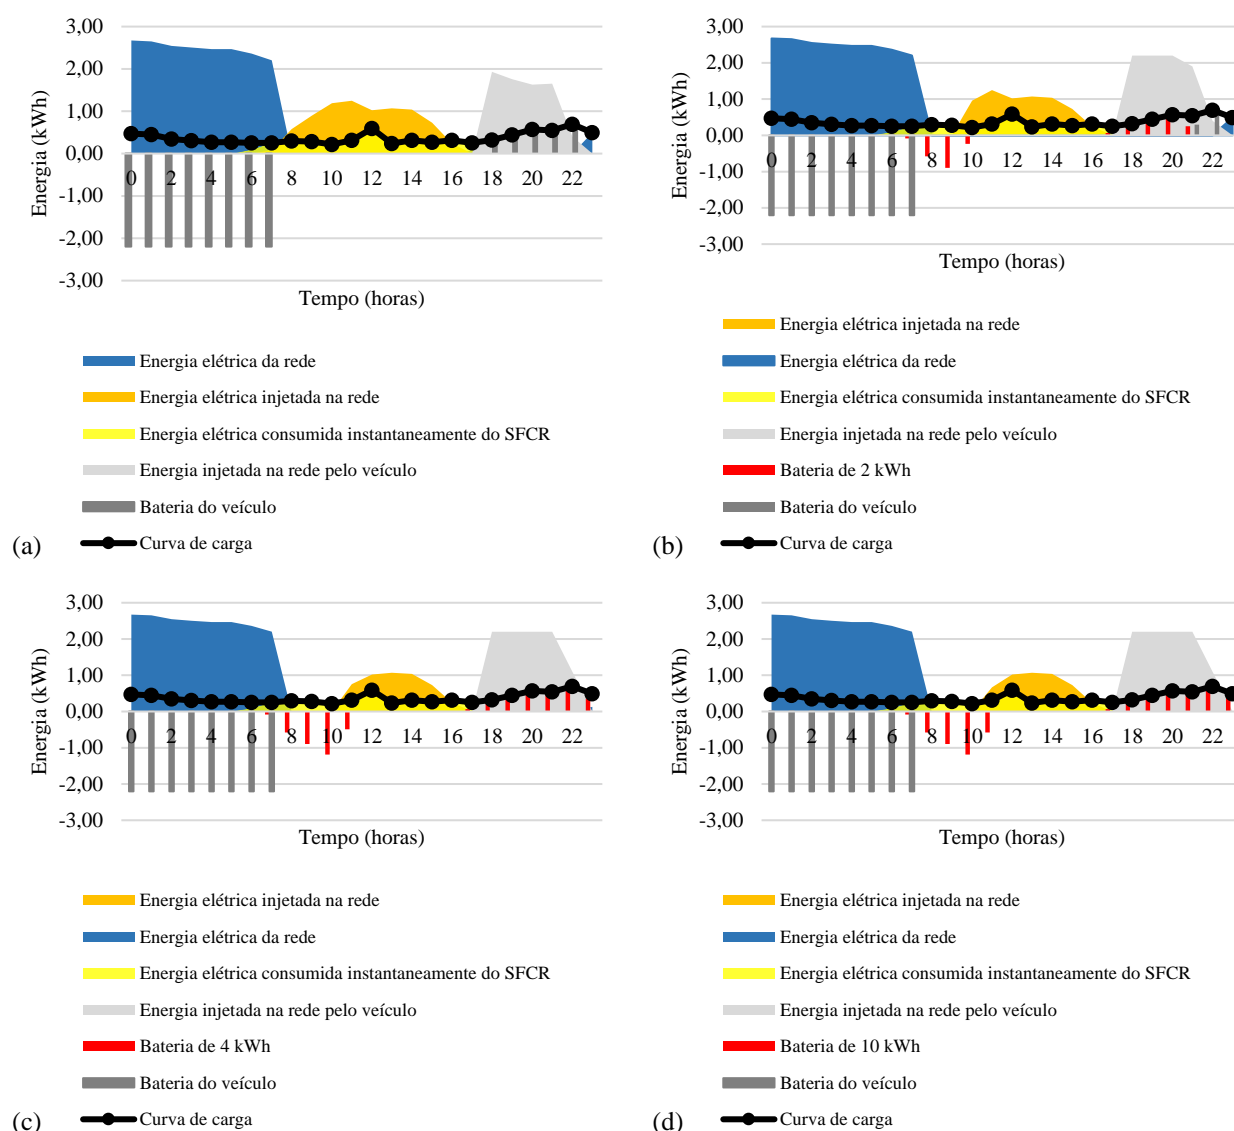 3,00
2,00
1,00
0,00
-1,00
-2,00
-3,00
Energia (kWh)
0 2 4 6 8 10 12 14 16 18 20 22
Tempo (horas)
Energia elétrica da rede
Energia elétrica injetada na rede
Energia elétrica consumida instantaneamente do SFCR
Energia injetada na rede pelo veículo
Bateria do veículo
(a) Curva de carga
3,00
2,00
1,00
0,00
-1,00
-2,00
-3,00
Energia (kWh)
0 2 4 6 8 10 12 14 16 18 20 22
Tempo (horas)
Energia elétrica injetada na rede
Energia elétrica da rede
Energia elétrica consumida instantaneamente do SFCR
Energia injetada na rede pelo veículo
Bateria de 2 kWh
Bateria do veículo
(b) Curva de carga
3,00
2,00
1,00
0,00
-1,00
-2,00
-3,00
Energia (kWh)
0 2 4 6 8 10 12 14 16 18 20 22
Tempo (horas)
Energia elétrica injetada na rede
Energia elétrica da rede
Energia elétrica consumida instantaneamente do SFCR
Energia injetada na rede pelo veículo
Bateria de 4 kWh
Bateria do veículo
(c) Curva de carga
3,00
2,00
1,00
0,00
-1,00
-2,00
-3,00
Energia (kWh)
0 2 4 6 8 10 12 14 16 18 20 22
Tempo (horas)
Energia elétrica injetada na rede
Energia elétrica da rede
Energia elétrica consumida instantaneamente do SFCR
Energia injetada na rede pelo veículo
Bateria de 10 kWh
Bateria do veículo
(d) Curva de carga